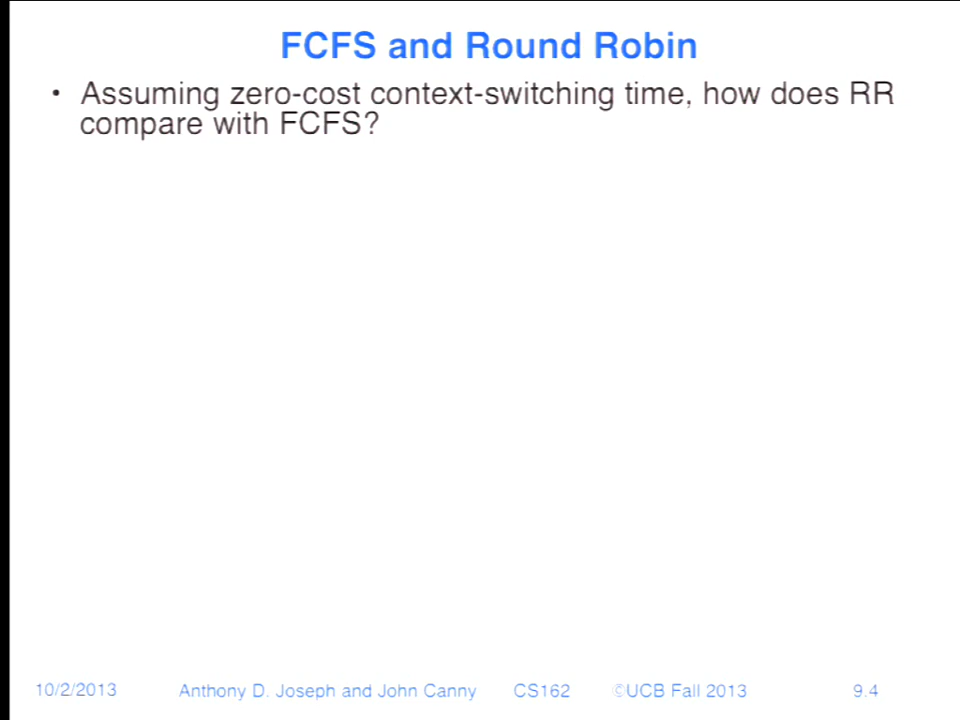 FCFS and Round Robin
• Assuming zero-cost context-switching time, how does RR
compare with FCFS?
10/2/2013 Anthony D. Joseph and John Canny CS162 ©UCB Fall 2013 9.4